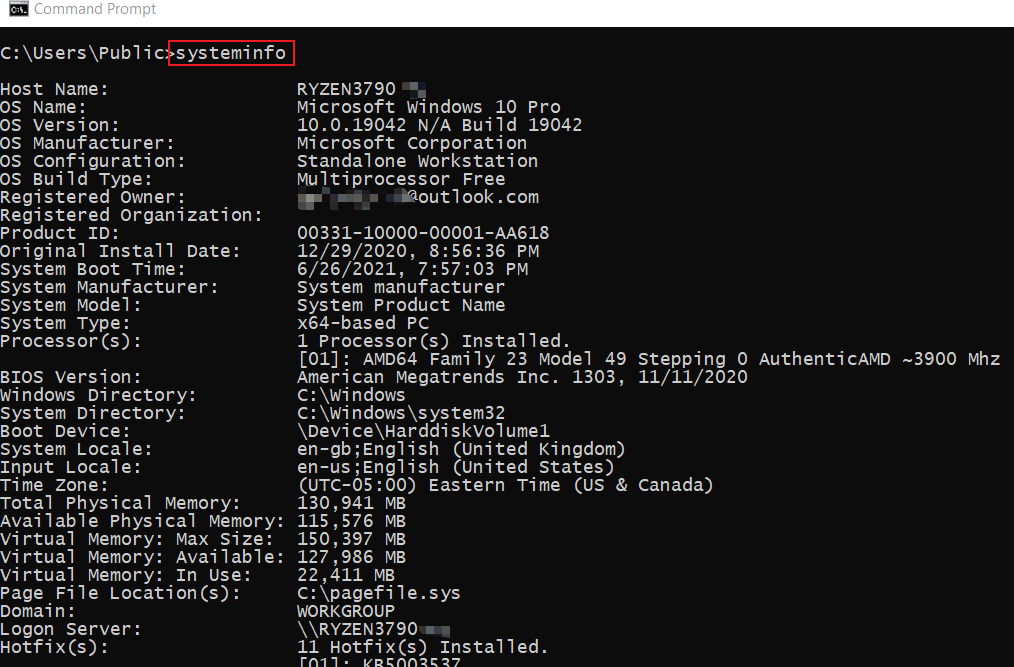 Command Prompt
C:\Users\Public>systeminfo
Host Name: RYZEN3790
OS Name: Microsoft Windows 10 Pro
OS Version: 10.0.19042 N/A Build 19042
OS Manufacturer: Microsoft Corporation
OS Configuration: Standalone Workstation
OS Build Type: Multiprocessor Free
Registered Owner: @outlook.com
Registered Organization:
Product ID: 00331-10000-00001-AA618
Original Install Date: 12/29/2020, 8:56:36 PM
System Boot Time: 6/26/2021, 7:57:03 PM
System Manufacturer: System manufacturer
System Model: System Product Name
System Type: x64-based PC
Processor(s): 1 Processor(s) Installed.
[01]: AMD64 Family 23 Model 49 Stepping 0 AuthenticAMD ~3900 Mhz
BIOS Version: American Megatrends Inc. 1303, 11/11/2020
Windows Directory: C:\Windows
System Directory: C:\Windows\system32
Boot Device: \Device\HarddiskVolume1
System Locale: en-gb;English (United Kingdom)
Input Locale: en-us;English (United States)
Time Zone: (UTC-05:00) Eastern Time (US & Canada)
Total Physical Memory: 130,941 MB
Available Physical Memory: 115,576 MB
Virtual Memory: Max Size: 150,397 MB
Virtual Memory: Available: 127,986 MB
Virtual Memory: In Use: 22,411 MB
Page File Location(s): C:\pagefile.sys
Domain: WORKGROUP
Logon Server: \\RYZEN3790
Hotfix(s): 11 Hotfix(s) Installed.
[01]: KB5003537